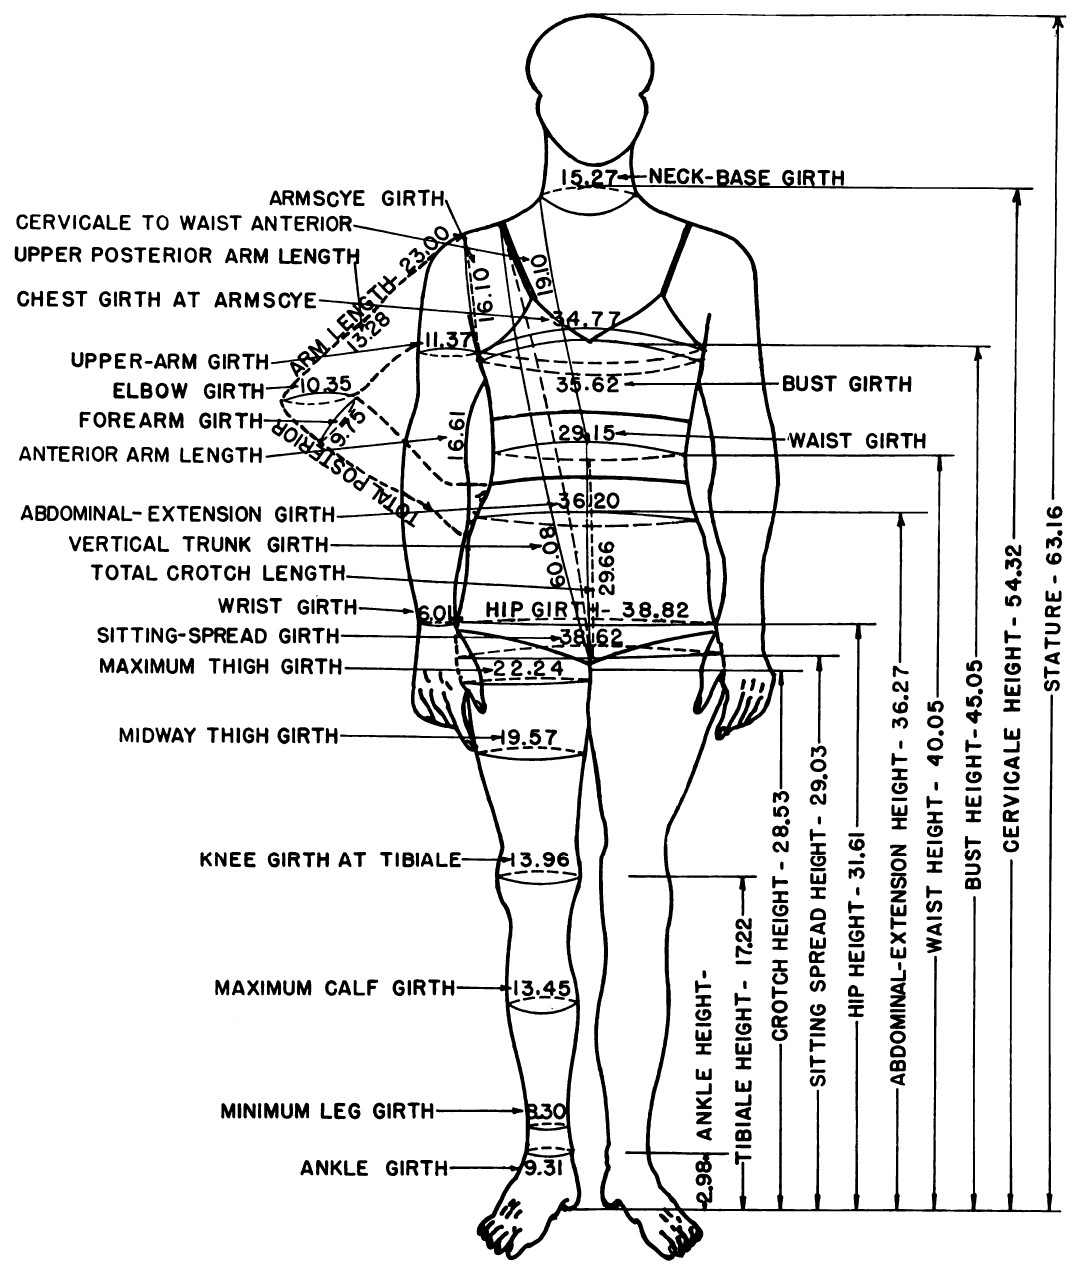 15.27 NECK-BASE GIRTH
ARMSCYE GIRTH
CERVICALE TO WAIST ANTERIOR
UPPER POSTERIOR ARM LENGTH
CHEST GIRTH AT ARMSCYE
ARM LENGTH - 23.00
13.28
16.10
16.10
34.77
UPPER-ARM GIRTH
11.37
ELBOW GIRTH
10.35
35.62
BUST GIRTH
FOREARM GIRTH
9.75
ANTERIOR ARM LENGTH
16.61
29.15
WAIST GIRTH
TOTAL POSTERIOR
ABDOMINAL-EXTENSION GIRTH
36.20
VERTICAL TRUNK GIRTH
60.08
TOTAL CROTCH LENGTH
29.66
WRIST GIRTH
6.01
HIP GIRTH - 38.82
SITTING-SPREAD GIRTH
38.62
MAXIMUM THIGH GIRTH
22.24
MIDWAY THIGH GIRTH
19.57
KNEE GIRTH AT TIBIALE
13.96
MAXIMUM CALF GIRTH
13.45
MINIMUM LEG GIRTH
8.30
ANKLE GIRTH
9.31
2.98 ANKLE HEIGHT-
TIBIALE HEIGHT - 17.22
CROTCH HEIGHT - 28.53
SITTING SPREAD HEIGHT - 29.03
HIP HEIGHT - 31.61
ABDOMINAL-EXTENSION HEIGHT - 36.27
WAIST HEIGHT - 40.05
BUST HEIGHT - 45.05
CERVICALE HEIGHT - 54.32
STATURE - 63.16